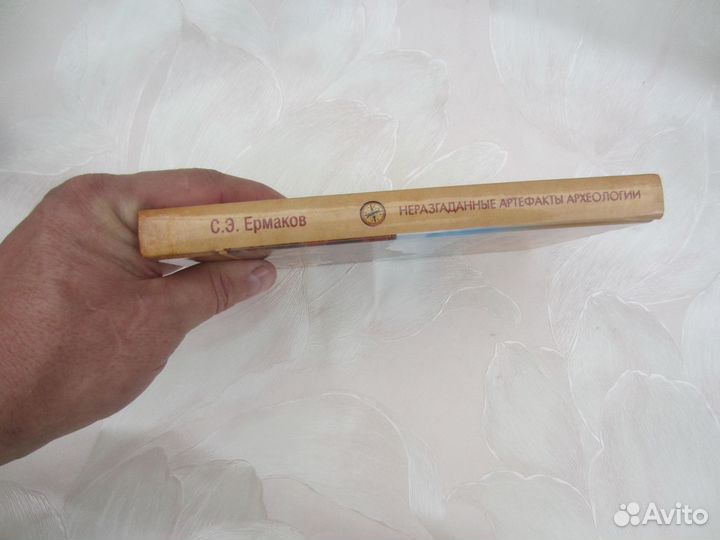 С.Э. Ермаков
НЕРАЗГАДАННЫЕ АРТЕФАКТЫ АРХЕОЛОГИИ
Avito